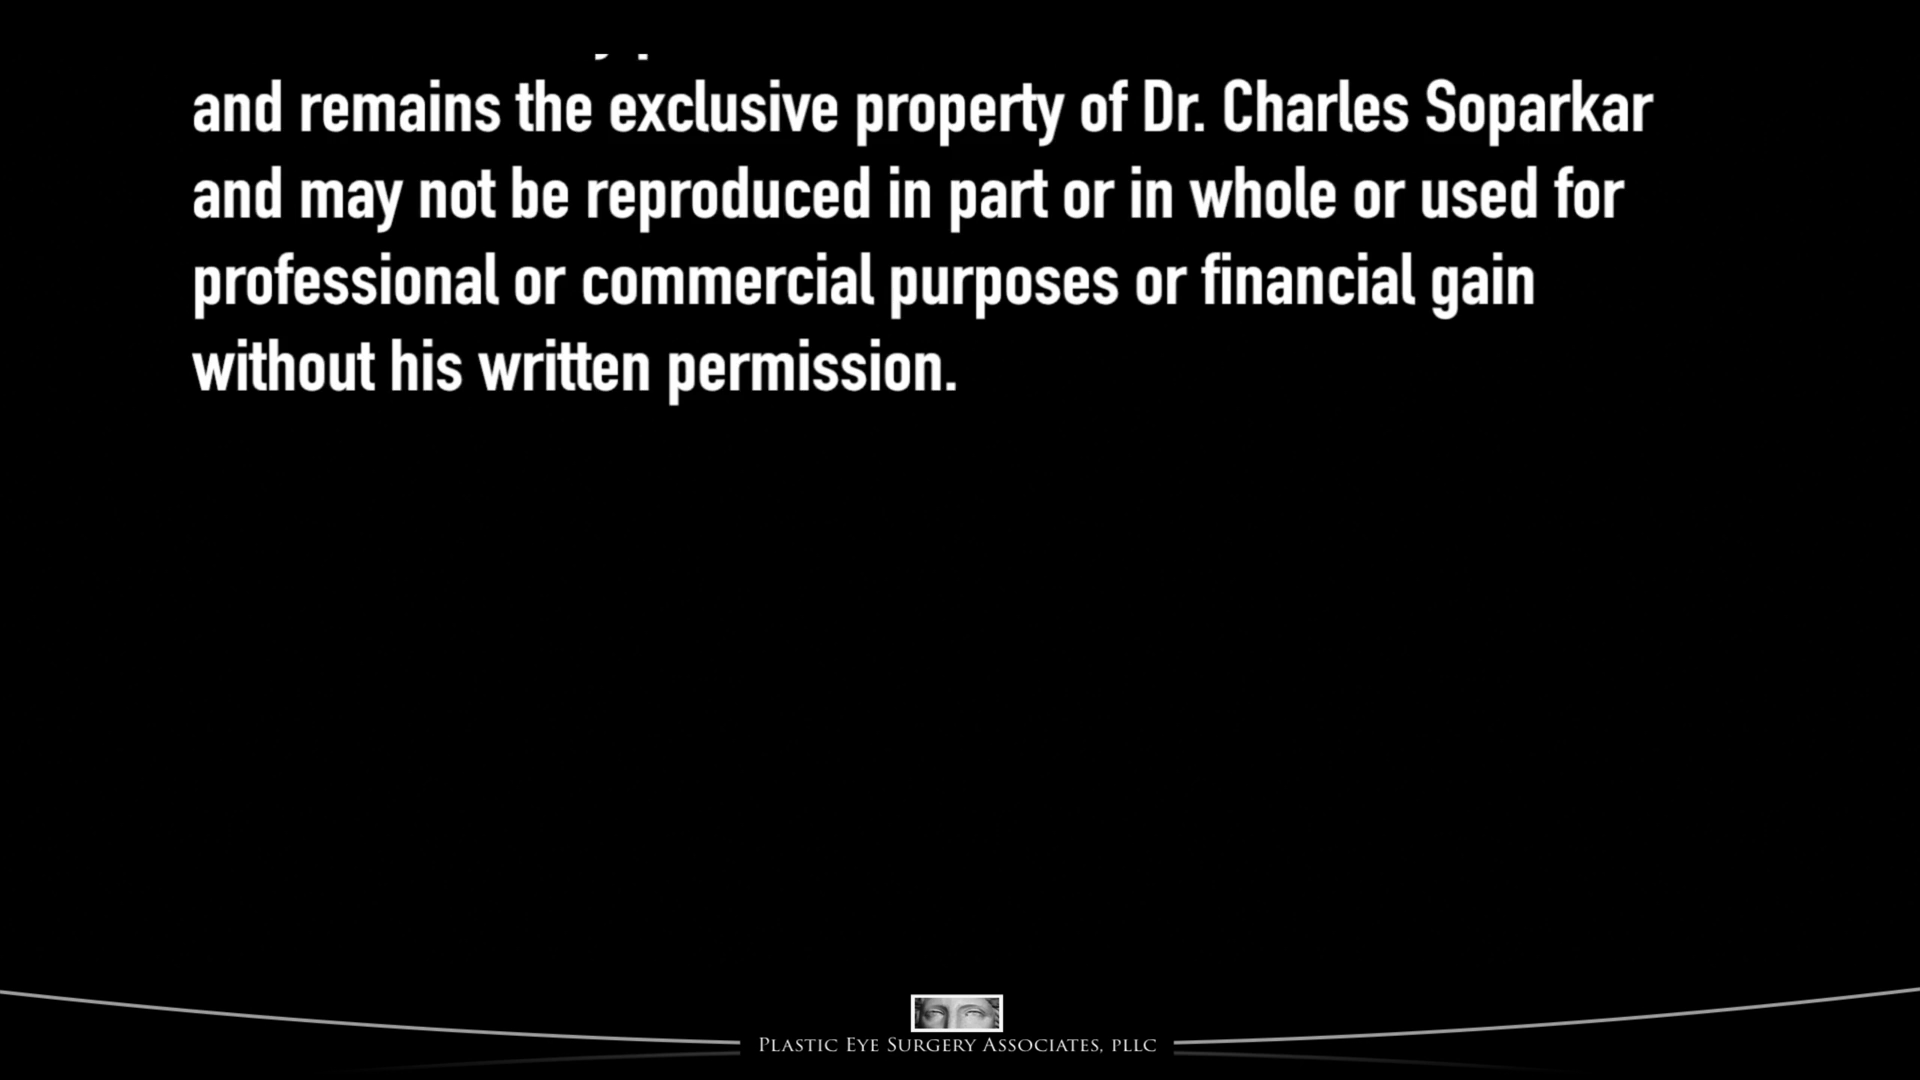 and remains the exclusive property of Dr. Charles Soparkar
and may not be reproduced in part or in whole or used for
professional or commercial purposes or financial gain
without his written permission.
Plastic Eye Surgery Associates, PLLC